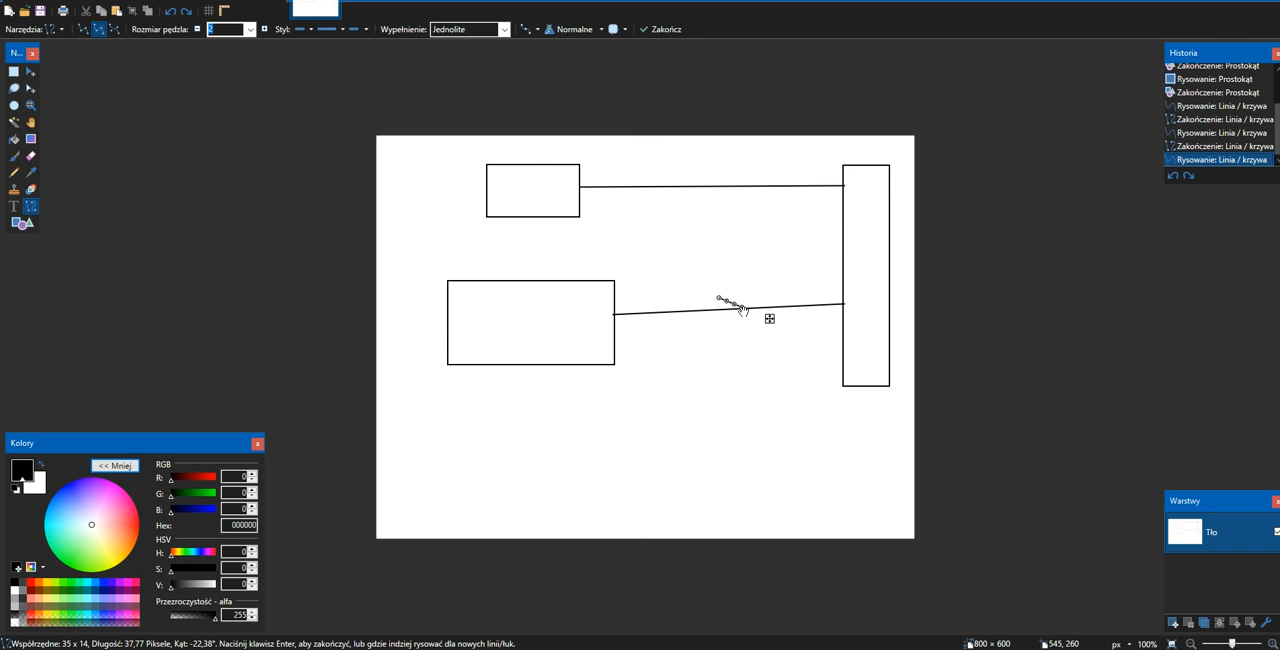 Narzędzia:
Rozmiar pędzla:
2
Styl:
Wypełnienie:
Jednolite
Normalne
Zakończ
N...
Historia
Zakończenie: Prostokąt
Rysowanie: Prostokąt
Zakończenie: Prostokąt
Rysowanie: Linia / krzywa
Zakończenie: Linia / krzywa
Rysowanie: Linia / krzywa
Zakończenie: Linia / krzywa
Rysowanie: Linia / krzywa
Kolory
<< Mniej
RGB
R: 0
G: 0
B: 0
Hex: 000000
HSV
H: 0
S: 0
V: 0
Przezroczystość - alfa
255
Warstwy
Tło
Współrzędne: 35 x 14, Długość: 37,77 Piksele, Kąt: -22,38°. Naciśnij klawisz Enter, aby zakończyć, lub gdzie indziej rysować dla nowych linii/łuk.
800 × 600
545, 260
px
100%